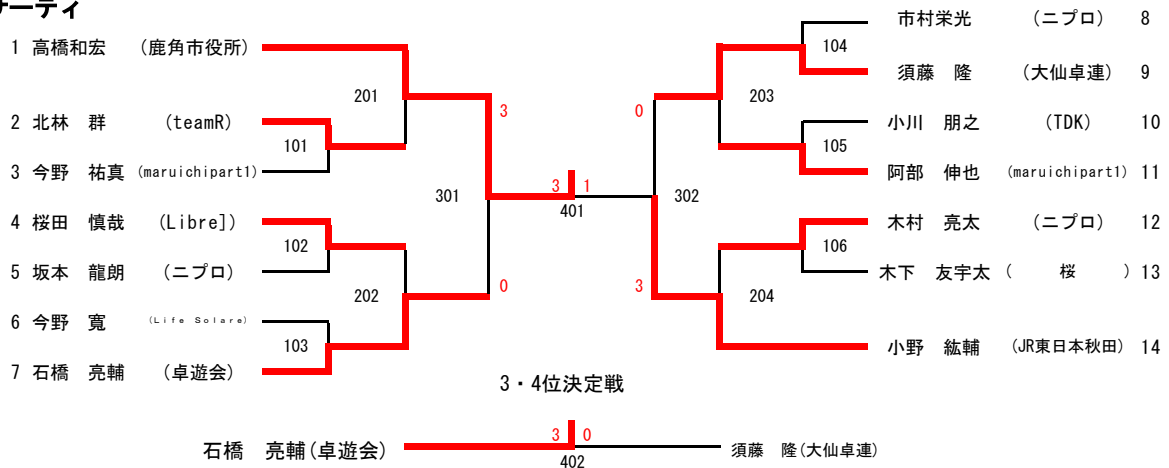 サーティ
1 高橋和宏 (鹿角市役所)
2 北林 群 (teamR)
3 今野 祐真 (maruichipart1)
4 桜田 慎哉 (Libre])
5 坂本 龍朗 (ニプロ)
6 今野 寛 (Life Solare)
7 石橋 亮輔 (卓遊会)
101
102
103
201
202
301
3
0
3 1
401
市村栄光 (ニプロ) 8
須藤 隆 (大仙卓連) 9
小川 朋之 (TDK) 10
阿部 伸也 (maruichipart1) 11
木村 亮太 (ニプロ) 12
木下 友宇太 ( 桜 ) 13
小野 紘輔 (JR東日本秋田) 14
104
105
106
203
204
302
0
3
3・4位決定戦
石橋 亮輔(卓遊会) 3 0 須藤 隆(大仙卓連)
402